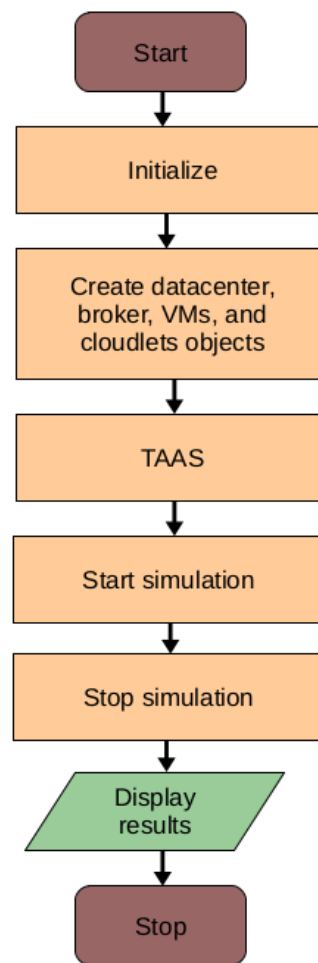 Start
Initialize
Create datacenter,
broker, VMs, and
cloudlets objects
TAAS
Start simulation
Stop simulation
Display
results
Stop